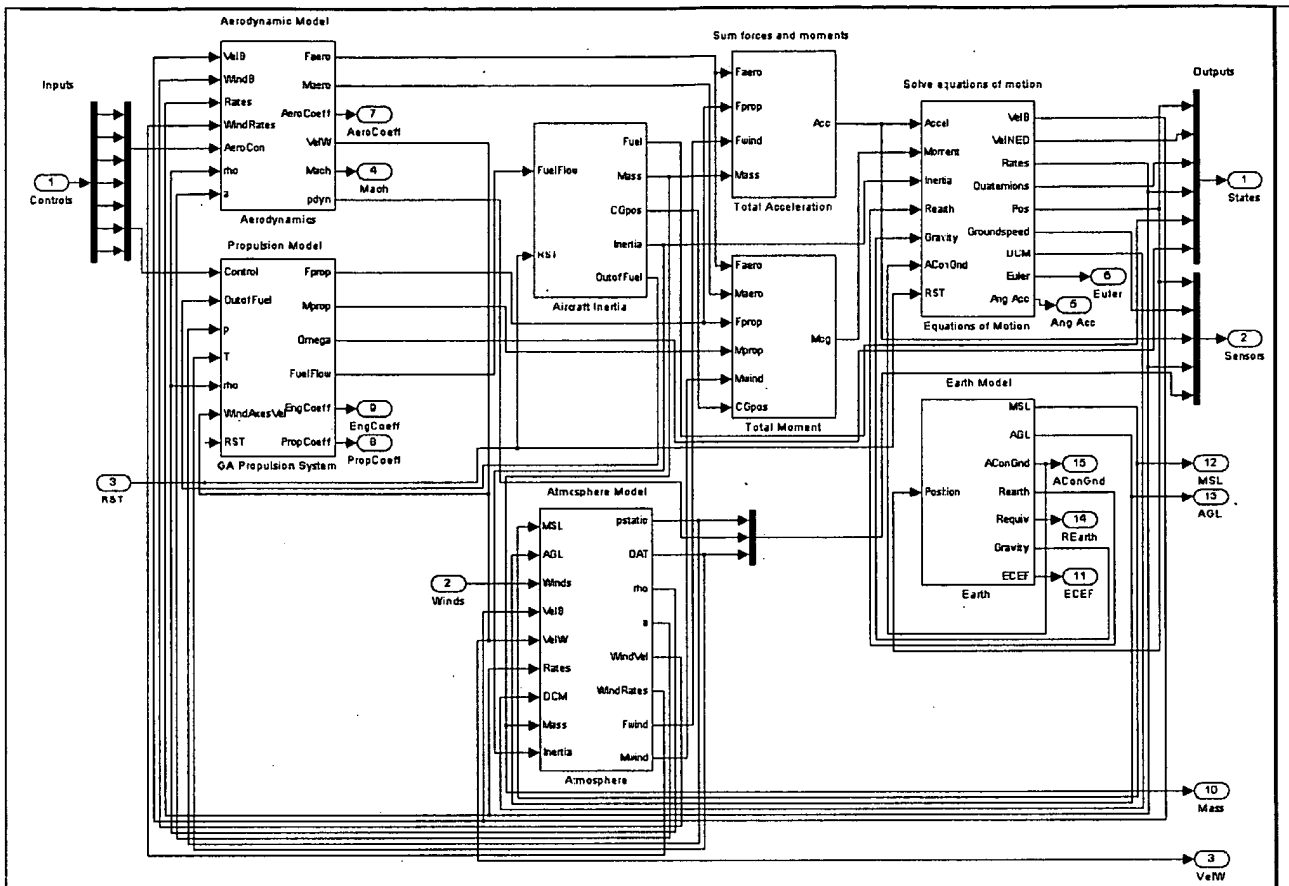 Aerodynamic Model
VelB
WindB
Rates
WindRates
AeroCon
rho
a
Faero
Maero
AeroCoeff
VelW
Mach
pdyn
Aerodynamics
7
AeroCoeff
4
Mach
Inputs
1
Controls
Propulsion Model
Control
OutofFuel
p
T
rho
WindAxesVel
RST
Fprop
Mprop
Omega
FuelFlow
EngCoeff
PropCoeff
GA Propulsion System
9
EngCoeff
8
PropCoeff
3
RST
FuelFlow
RST
Fuel
Mass
CGpos
Inertia
OutofFuel
Aircraft Inertia
Sum forces and moments
Faero
Fprop
Fwind
Mass
Acc
Total Acceleration
Faero
Maero
Fprop
Mprop
Mwind
CGpos
Mcg
Total Moment
Solve equations of motion
Accel
Moment
Inertia
Reath
Gravity
AConGnd
RST
VelB
VelNED
Rates
Quaternions
Pos
Groundspeed
DCM
Euler
Ang Acc
Equations of Motion
6
Euler
5
Ang Acc
Outputs
1
States
2
Sensors
Earth Model
Position
MSL
AGL
AConGnd
Rearth
Requiv
Gravity
ECEF
Earth
15
AConGnd
14
REarth
11
ECEF
12
MSL
13
AGL
Atmosphere Model
MSL
AGL
Winds
VelB
VelW
Rates
DCM
Mass
Inertia
pstatic
OAT
rho
a
WindVel
WindRates
Fwind
Mwind
Atmosphere
2
Winds
10
Mass
3
VelW